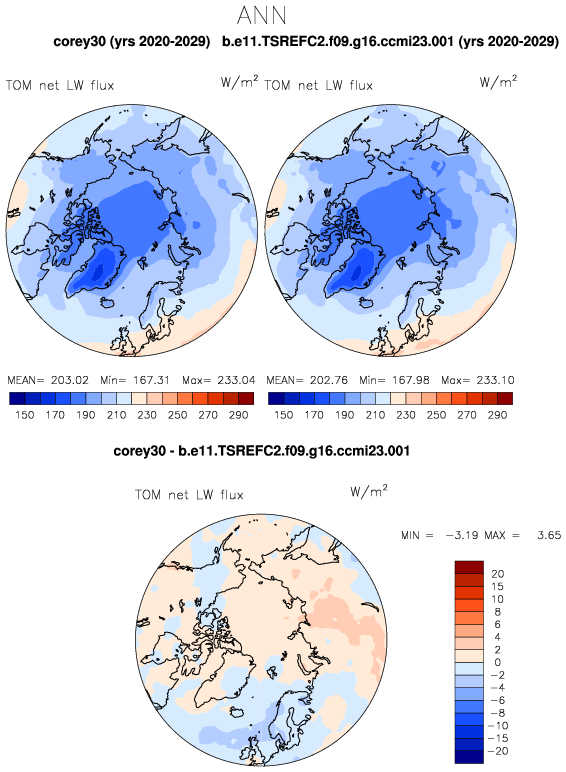 ANN
corey30 (yrs 2020-2029) b.e11.TSREFC2.f09.g16.ccmi23.001 (yrs 2020-2029)
TOM net LW flux W/m² TOM net LW flux W/m²
MEAN= 203.02 Min= 167.31 Max= 233.04 MEAN= 202.76 Min= 167.98 Max= 233.10
150 170 190 210 230 250 270 290 150 170 190 210 230 250 270 290
corey30 - b.e11.TSREFC2.f09.g16.ccmi23.001
TOM net LW flux W/m²
MIN = -3.19 MAX = 3.65
20
15
10
8
6
4
2
0
-2
-4
-6
-8
-10
-15
-20